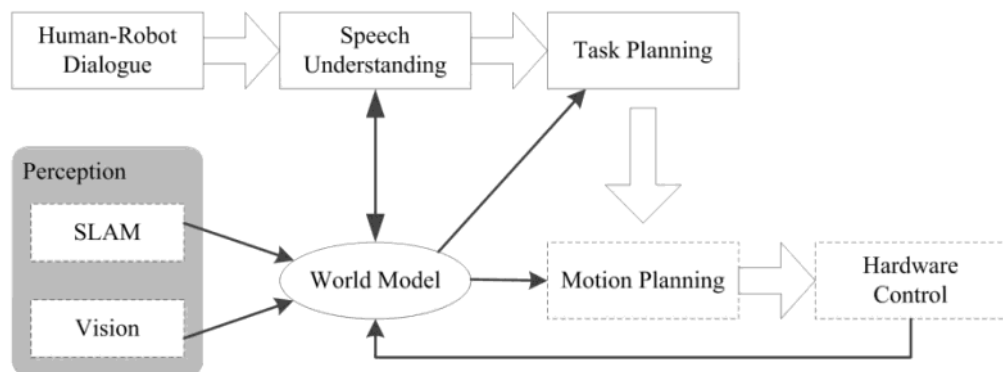 Human-Robot
Dialogue
Speech
Understanding
Task Planning
Perception
SLAM
Vision
World Model
Motion Planning
Hardware
Control